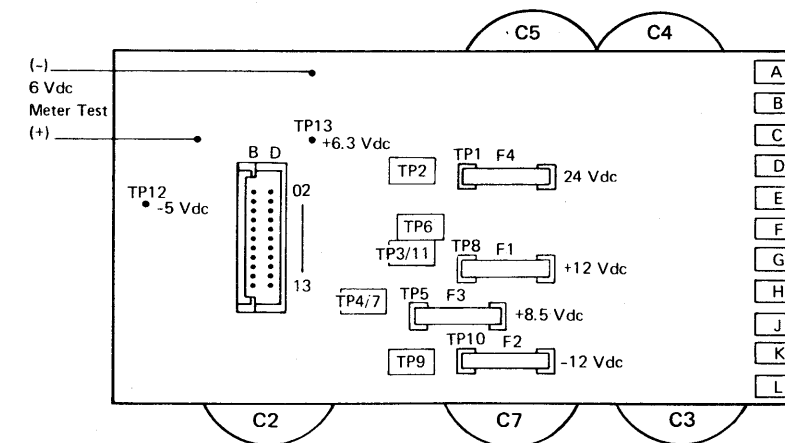 C5
C4
(-)
6 Vdc
Meter Test
(+)
A
B
C
D
E
F
G
H
J
K
L
TP13
+6.3 Vdc
B D
02
13
TP12
-5 Vdc
TP2
TP1 F4
24 Vdc
TP6
TP3/11
TP8 F1
+12 Vdc
TP4/7
TP5 F3
+8.5 Vdc
TP10 F2
TP9
-12 Vdc
C2
C7
C3